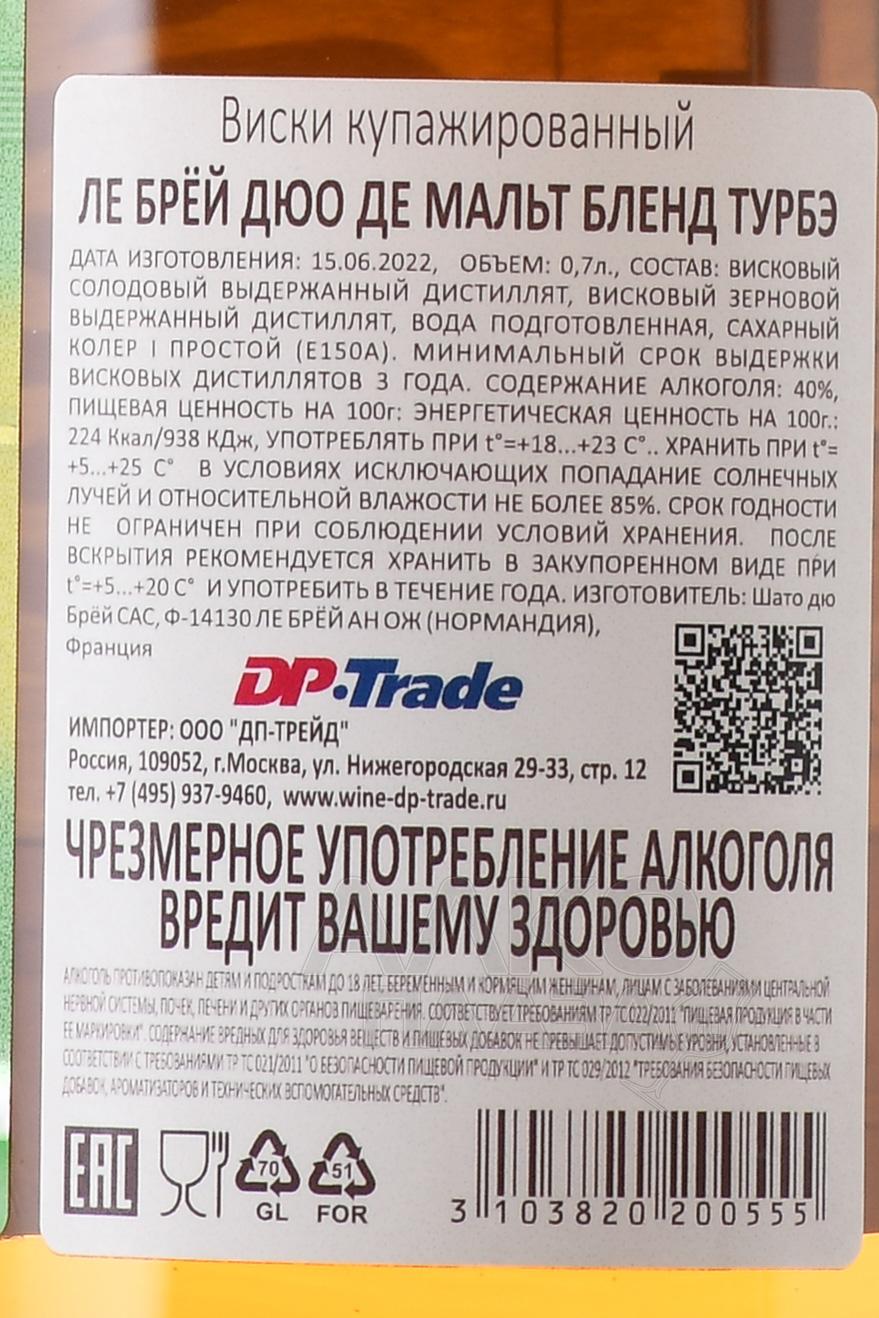 Виски купажированный
ЛЕ БРЁЙ ДЮО ДЕ МАЛЬТ БЛЕНД ТУРБЭ
ДАТА ИЗГОТОВЛЕНИЯ: 15.06.2022, ОБЪЕМ: 0,7л., СОСТАВ: ВИСКОВЫЙ
СОЛОДОВЫЙ ВЫДЕРЖАННЫЙ ДИСТИЛЛЯТ, ВИСКОВЫЙ ЗЕРНОВОЙ
ВЫДЕРЖАННЫЙ ДИСТИЛЛЯТ, ВОДА ПОДГОТОВЛЕННАЯ, САХАРНЫЙ
КОЛЕР I ПРОСТОЙ (Е150А). МИНИМАЛЬНЫЙ СРОК ВЫДЕРЖКИ
ВИСКОВЫХ ДИСТИЛЛЯТОВ 3 ГОДА. СОДЕРЖАНИЕ АЛКОГОЛЯ: 40%,
ПИЩЕВАЯ ЦЕННОСТЬ НА 100г: ЭНЕРГЕТИЧЕСКАЯ ЦЕННОСТЬ НА 100г.:
224 Ккал/938 КДж, УПОТРЕБЛЯТЬ ПРИ t°=+18...+23 С°.. ХРАНИТЬ ПРИ t°=
+5...+25 С° В УСЛОВИЯХ ИСКЛЮЧАЮЩИХ ПОПАДАНИЕ СОЛНЕЧНЫХ
ЛУЧЕЙ И ОТНОСИТЕЛЬНОЙ ВЛАЖОСТИ НЕ БОЛЕЕ 85%. СРОК ГОДНОСТИ
НЕ ОГРАНИЧЕН ПРИ СОБЛЮДЕНИИ УСЛОВИЙ ХРАНЕНИЯ. ПОСЛЕ
ВСКРЫТИЯ РЕКОМЕНДУЕТСЯ ХРАНИТЬ В ЗАКУПОРЕННОМ ВИДЕ ПРИ
t°=+5...+20 С° И УПОТРЕБИТЬ В ТЕЧЕНИЕ ГОДА. ИЗГОТОВИТЕЛЬ: Шато дю
Брёй САС, Ф-14130 ЛЕ БРЁЙ АН ОЖ (НОРМАНДИЯ),
Франция
DP·Trade
ИМПОРТЕР: ООО "ДП-ТРЕЙД"
Россия, 109052, г.Москва, ул. Нижегородская 29-33, стр. 12
тел. +7 (495) 937-9460, www.wine-dp-trade.ru
ЧРЕЗМЕРНОЕ УПОТРЕБЛЕНИЕ АЛКОГОЛЯ
ВРЕДИТ ВАШЕМУ ЗДОРОВЬЮ
АЛКОГОЛЬ ПРОТИВОПОКАЗАН ДЕТЯМ И ПОДРОСТКАМ ДО 18 ЛЕТ, БЕРЕМЕННЫМ И КОРМЯЩИМ ЖЕНЩИНАМ, ЛИЦАМ С ЗАБОЛЕВАНИЯМИ ЦЕНТРАЛЬНОЙ
НЕРВНОЙ СИСТЕМЫ, ПОЧЕК, ПЕЧЕНИ И ДРУГИХ ОРГАНОВ ПИЩЕВАРЕНИЯ. СООТВЕТСТВУЕТ ТРЕБОВАНИЯМ ТР ТС 022/2011 "ПИЩЕВАЯ ПРОДУКЦИЯ В ЧАСТИ
ЕЕ МАРКИРОВКИ". СОДЕРЖАНИЕ ВРЕДНЫХ ДЛЯ ЗДОРОВЬЯ ВЕЩЕСТВ И ПИЩЕВЫХ ДОБАВОК НЕ ПРЕВЫШАЕТ ДОПУСТИМЫЕ УРОВНИ, УСТАНОВЛЕННЫЕ В
СООТВЕТСТВИИ С ТРЕБОВАНИЯМИ ТР ТС 021/2011 "О БЕЗОПАСНОСТИ ПИЩЕВОЙ ПРОДУКЦИИ" И ТР ТС 029/2012 "ТРЕБОВАНИЯ БЕЗОПАСНОСТИ ПИЩЕВЫХ
ДОБАВОК, АРОМАТИЗАТОРОВ И ТЕХНИЧЕСКИХ ВСПОМОГАТЕЛЬНЫХ СРЕДСТВ".
ЕАС
70
GL
51
FOR
3 103820 200555